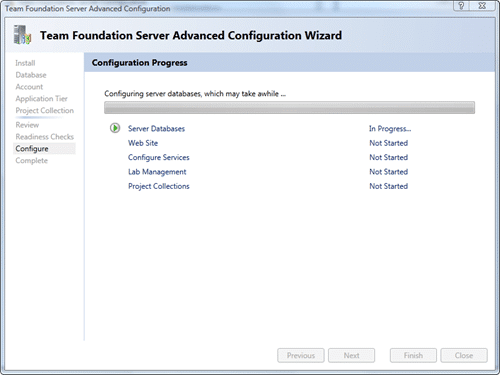 Team Foundation Server Advanced Configuration
Team Foundation Server Advanced Configuration Wizard
Install
Database
Account
Application Tier
Project Collection
Review
Readiness Checks
Configure
Complete
Configuration Progress
Configuring server databases, which may take awhile ...
Server Databases In Progress...
Web Site Not Started
Configure Services Not Started
Lab Management Not Started
Project Collections Not Started
Previous Next Finish Close